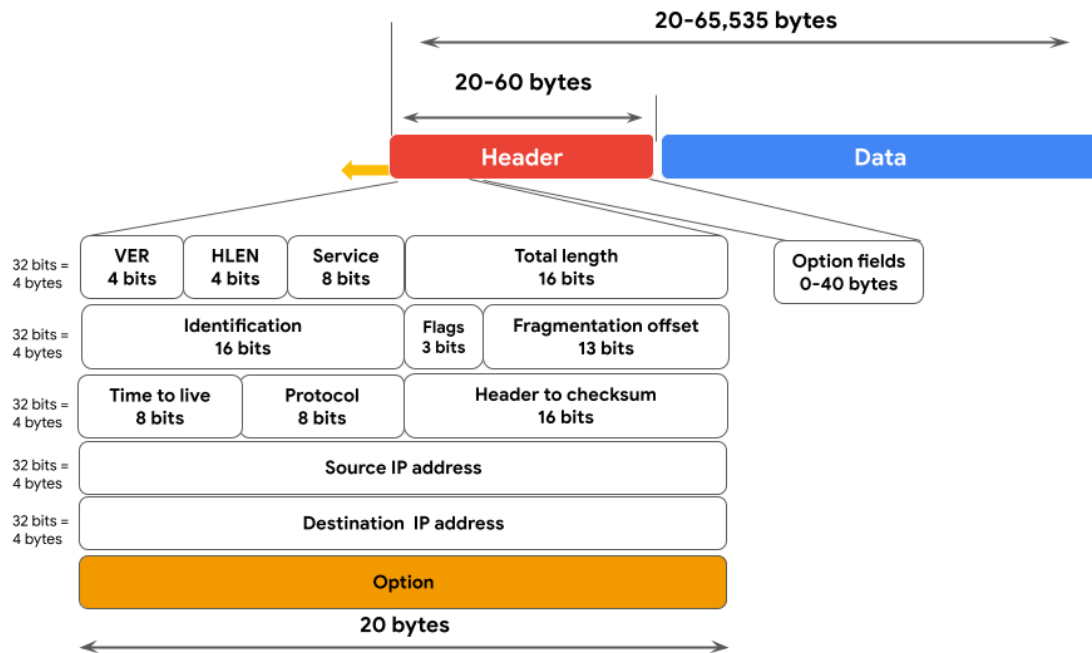 20-65,535 bytes
20-60 bytes
Header
Data
32 bits =
4 bytes
VER
4 bits
HLEN
4 bits
Service
8 bits
Total length
16 bits
Option fields
0-40 bytes
32 bits =
4 bytes
Identification
16 bits
Flags
3 bits
Fragmentation offset
13 bits
32 bits =
4 bytes
Time to live
8 bits
Protocol
8 bits
Header to checksum
16 bits
32 bits =
4 bytes
Source IP address
32 bits =
4 bytes
Destination IP address
Option
20 bytes